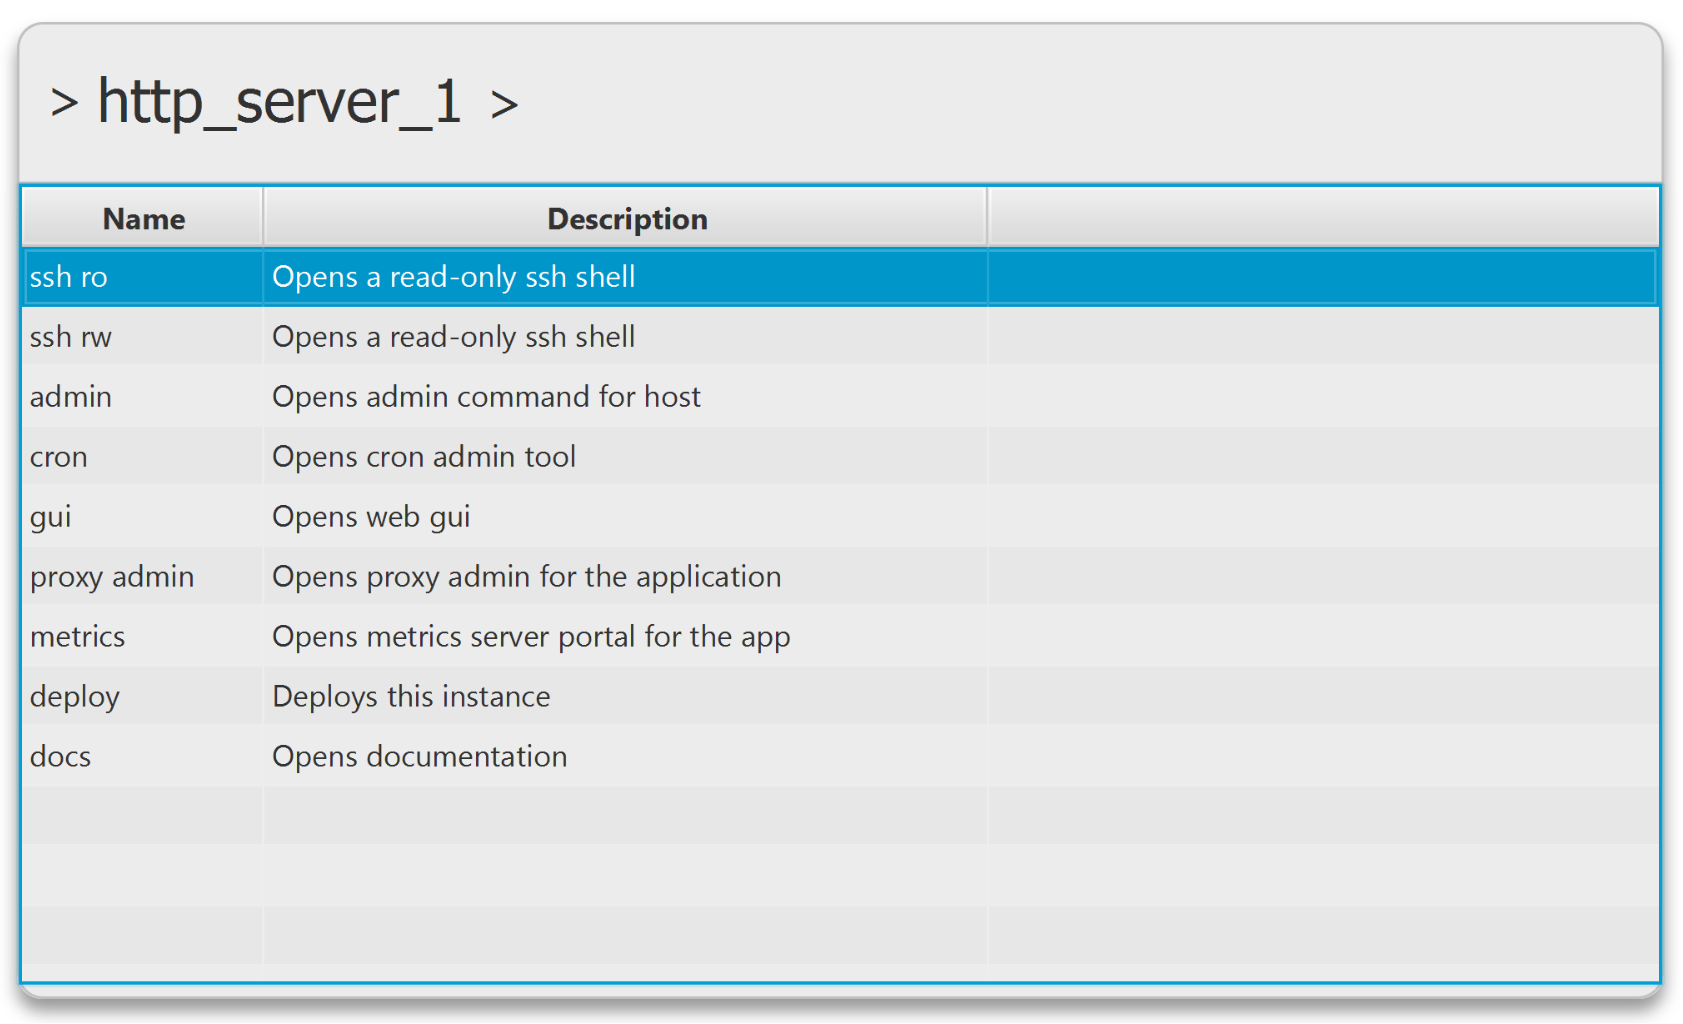 > http_server_1 >
Name Description
ssh ro Opens a read-only ssh shell
ssh rw Opens a read-only ssh shell
admin Opens admin command for host
cron Opens cron admin tool
gui Opens web gui
proxy admin Opens proxy admin for the application
metrics Opens metrics server portal for the app
deploy Deploys this instance
docs Opens documentation